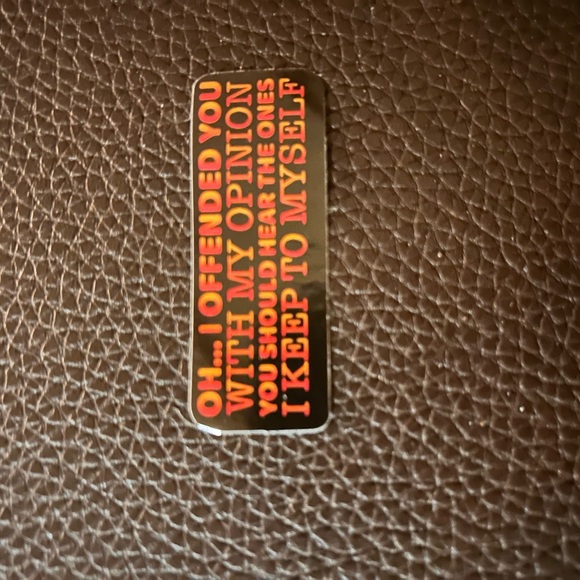 OH... I OFFENDED YOU
WITH MY OPINION
YOU SHOULD HEAR THE ONES
I KEEP TO MYSELF